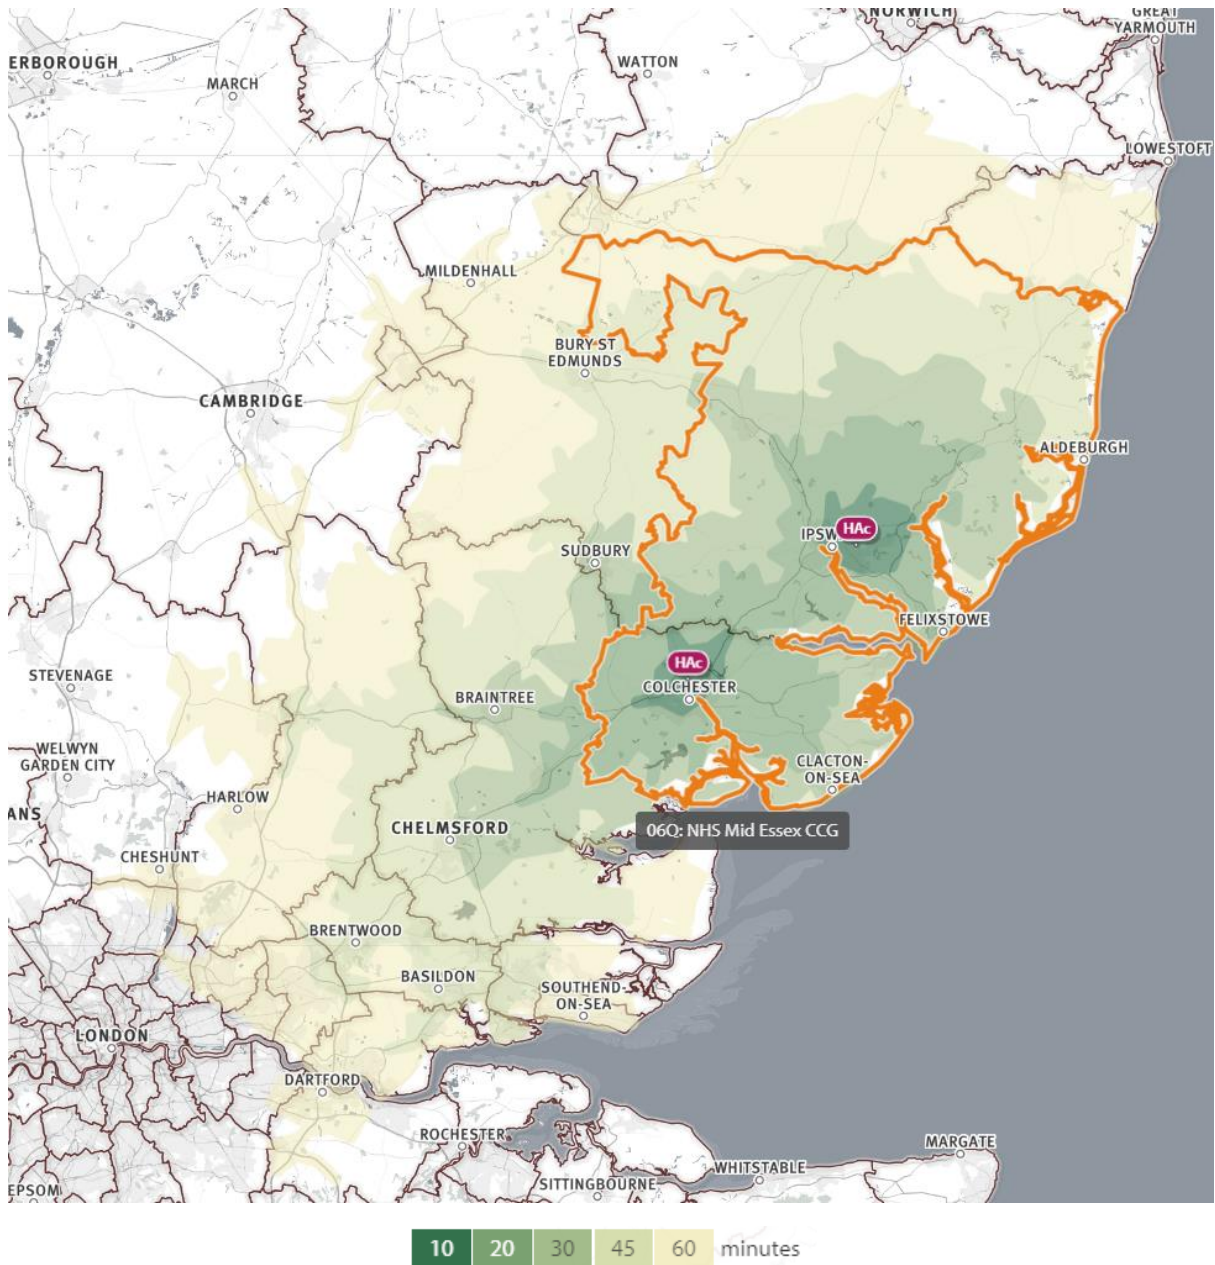 NORWICH
GREAT
YARMOUTH
ERBOROUGH
WATTON
MARCH
LOWESTOFT
MILDENHALL
BURY ST
EDMUNDS
CAMBRIDGE
ALDEBURGH
IPSW
HAc
SUDBURY
FELIXSTOWE
STEVENAGE
HAc
COLCHESTER
BRAINTREE
WELWYN
GARDEN CITY
CLACTON-
ON-SEA
HARLOW
ANS
CHELMSFORD
06Q: NHS Mid Essex CCG
CHESHUNT
BRENTWOOD
BASILDON
SOUTHEND-
ON-SEA
LONDON
DARTFORD
ROCHESTER
MARGATE
WHITSTABLE
SITTINGBOURNE
EPSOM
10 20 30 45 60 minutes